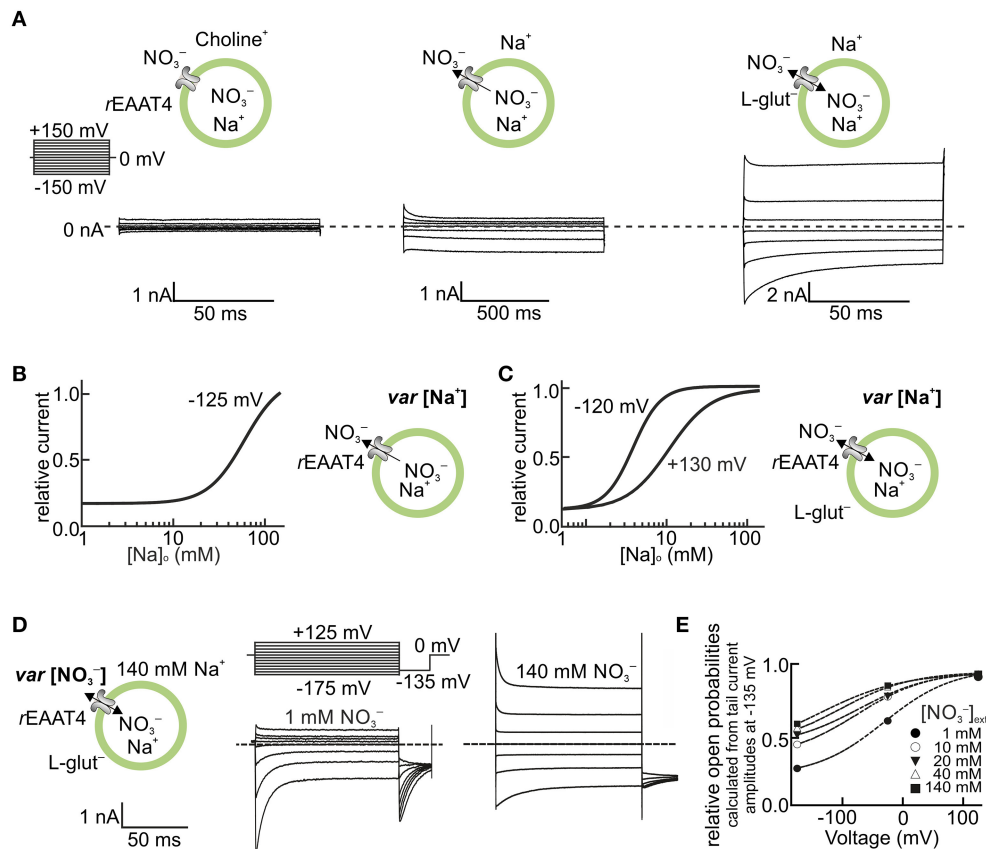 A
Choline⁺
NO₃⁻
rEAAT4
NO₃⁻
Na⁺
Na⁺
NO₃⁻
NO₃⁻
Na⁺
Na⁺
NO₃⁻
L-glut⁻
NO₃⁻
Na⁺
+150 mV
0 mV
-150 mV
0 nA
1 nA
50 ms
1 nA
500 ms
2 nA
50 ms
B
relative current
1.0
0.5
0.0
-125 mV
1
10
100
[Na]ₒ (mM)
var [Na⁺]
NO₃⁻
rEAAT4
NO₃⁻
Na⁺
C
relative current
1.0
0.5
0.0
-120 mV
+130 mV
1
10
100
[Na]ₒ (mM)
var [Na⁺]
NO₃⁻
rEAAT4
NO₃⁻
Na⁺
L-glut⁻
D
var [NO₃⁻]
140 mM Na⁺
rEAAT4
NO₃⁻
Na⁺
L-glut⁻
1 nA
50 ms
+125 mV
0 mV
-175 mV
-135 mV
1 mM NO₃⁻
140 mM NO₃⁻
E
relative open probabilities
calculated from tail current
amplitudes at -135 mV
1.0
0.5
0.0
[NO₃⁻]ext
1 mM
10 mM
20 mM
40 mM
140 mM
-100
0
100
Voltage (mV)